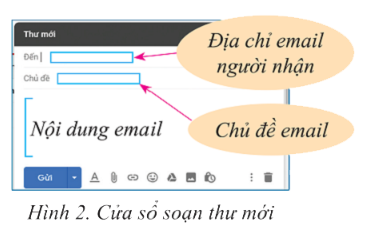 Thư mới
Đến
Địa chỉ email
người nhận
Chủ đề
Nội dung email
Chủ đề email
Gửi
Hình 2. Cửa sổ soạn thư mới